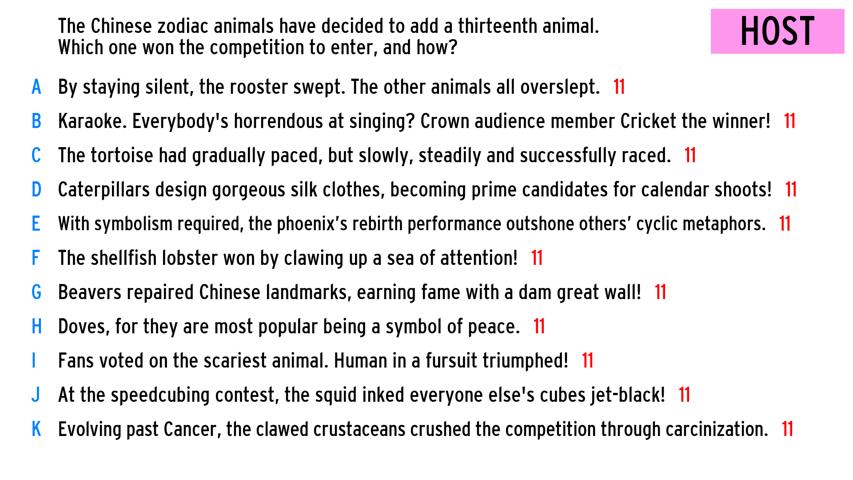 The Chinese zodiac animals have decided to add a thirteenth animal.
Which one won the competition to enter, and how?
HOST
A By staying silent, the rooster swept. The other animals all overslept. 11
B Karaoke. Everybody's horrendous at singing? Crown audience member Cricket the winner! 11
C The tortoise had gradually paced, but slowly, steadily and successfully raced. 11
D Caterpillars design gorgeous silk clothes, becoming prime candidates for calendar shoots! 11
E With symbolism required, the phoenix’s rebirth performance outshone others’ cyclic metaphors. 11
F The shellfish lobster won by clawing up a sea of attention! 11
G Beavers repaired Chinese landmarks, earning fame with a dam great wall! 11
H Doves, for they are most popular being a symbol of peace. 11
I Fans voted on the scariest animal. Human in a fursuit triumphed! 11
J At the speedcubing contest, the squid inked everyone else's cubes jet-black! 11
K Evolving past Cancer, the clawed crustaceans crushed the competition through carcinization. 11